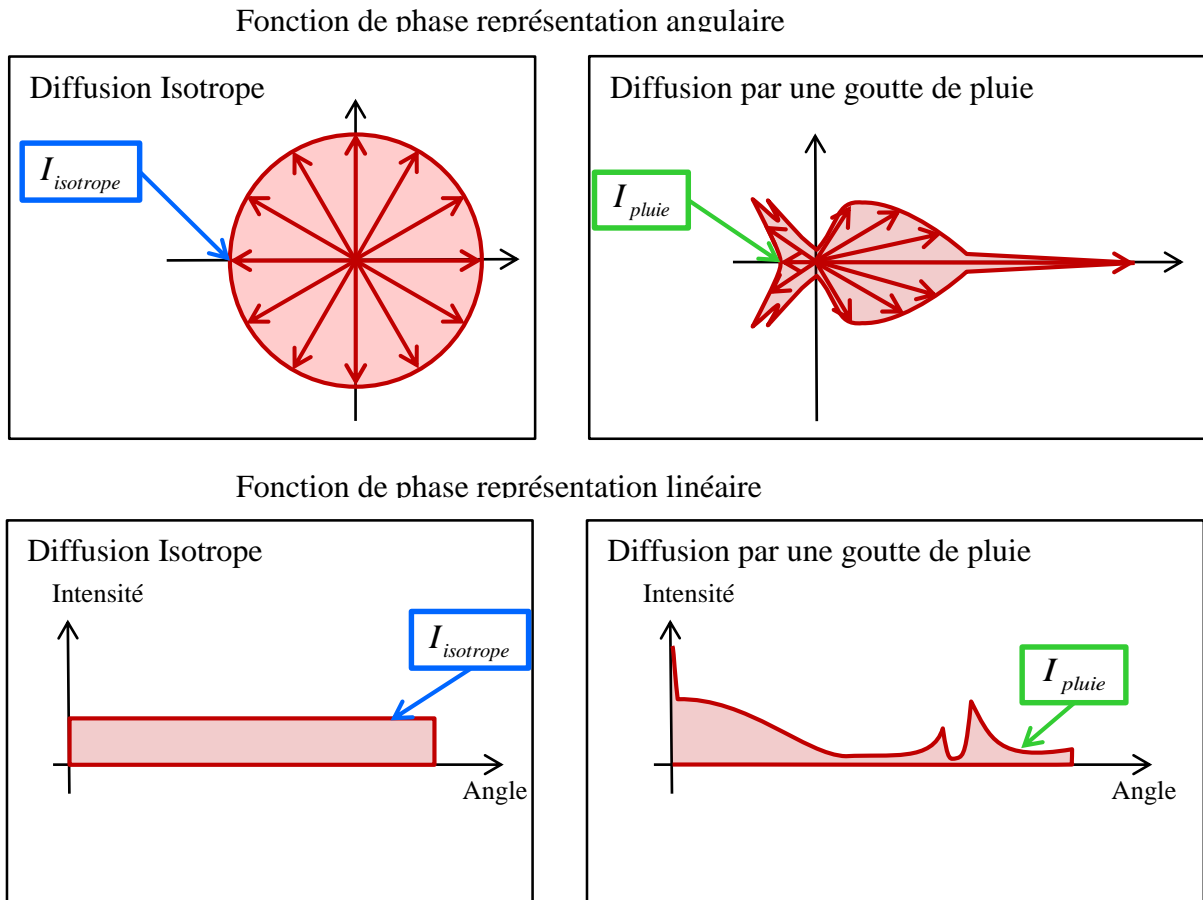 Fonction de phase représentation angulaire
Diffusion Isotrope
I isotrope
Diffusion par une goutte de pluie
I pluie
Fonction de phase représentation linéaire
Diffusion Isotrope
Intensité
I isotrope
Angle
Diffusion par une goutte de pluie
Intensité
I pluie
Angle